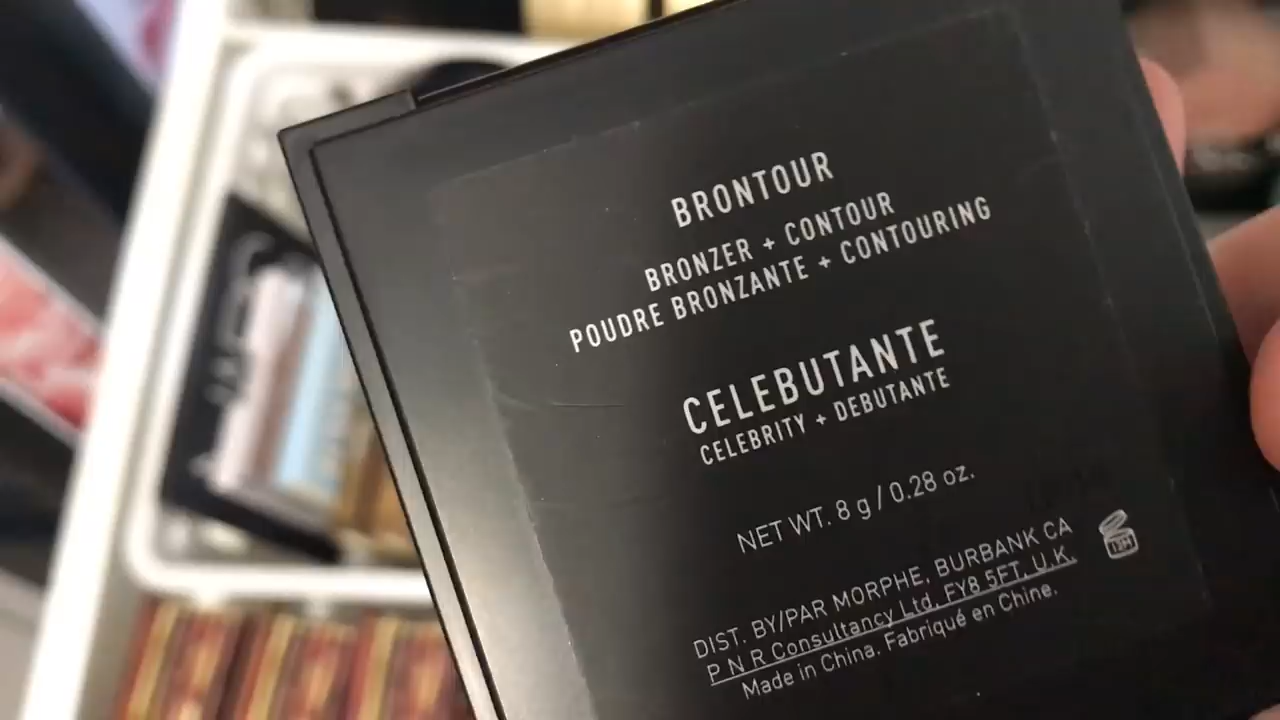 BRONTOUR
BRONZER + CONTOUR
POUDRE BRONZANTE + CONTOURING
CELEBUTANTE
CELEBRITY + DEBUTANTE
NET WT. 8 g / 0.28 oz.
DIST. BY/PAR MORPHE, BURBANK CA
P N R Consultancy Ltd, FY8 5FT, U.K.
Made in China. Fabriqué en Chine.
12M